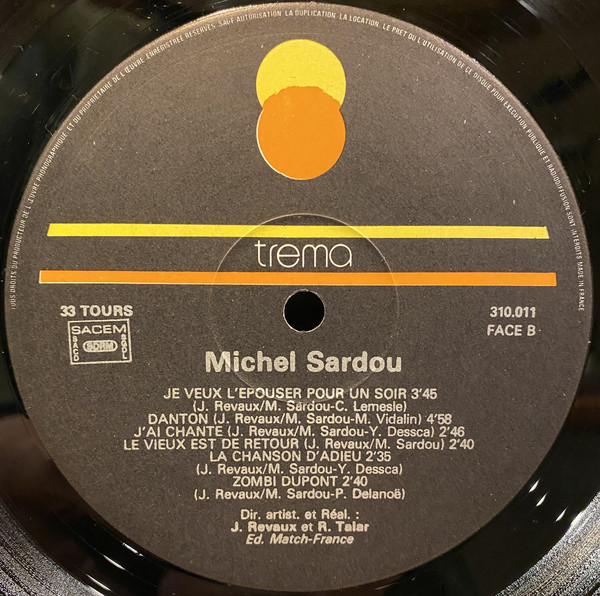 TOUS DROITS DU PRODUCTEUR DE L'ŒUVRE PHONOGRAPHIQUE ET DU PROPRIETAIRE DE L'ŒUVRE ENREGISTREE RESERVES. SAUF AUTORISATION, LA DUPLICATION, LA LOCATION, LE PRET OU L'UTILISATION DE CE DISQUE POUR EXECUTION PUBLIQUE ET RADIODIFFUSION SONT INTERDITS MADE IN FRANCE
trema
33 TOURS
310.011
SACEM
SACD SDRM SGDL
FACE B
Michel Sardou
JE VEUX L'EPOUSER POUR UN SOIR 3'45
(J. Revaux/M. Sardou-C. Lemesle)
DANTON (J. Revaux/M. Sardou-M. Vidalin) 4'58
J'AI CHANTE (J. Revaux/M. Sardou-Y. Dessca) 2'46
LE VIEUX EST DE RETOUR (J. Revaux/M. Sardou) 2'40
LA CHANSON D'ADIEU 2'35
(J. Revaux/M. Sardou-Y. Dessca)
ZOMBI DUPONT 2'40
(J. Revaux/M. Sardou-P. Delanoë)
Dir. artist. et Réal. :
J. Revaux et R. Talar
Ed. Match-France